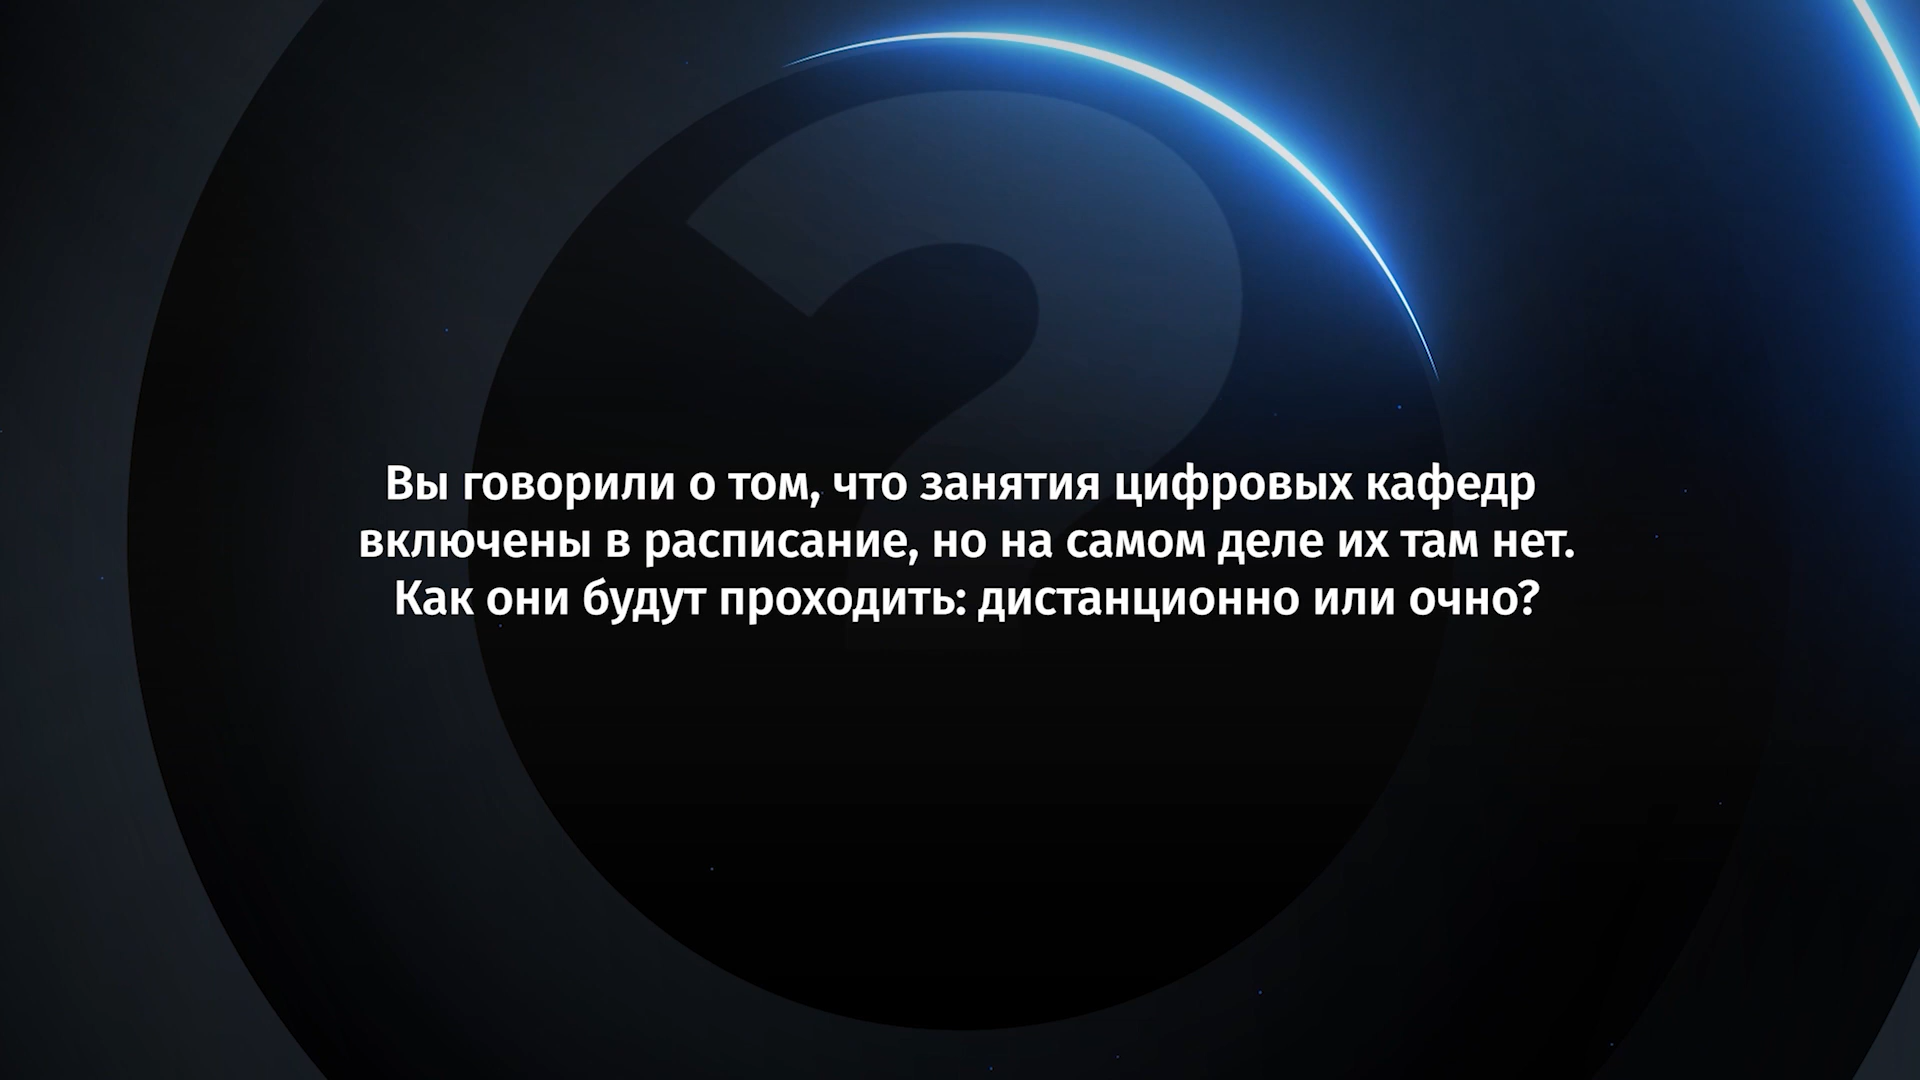 Вы говорили о том, что занятия цифровых кафедр
включены в расписание, но на самом деле их там нет.
Как они будут проходить: дистанционно или очно?